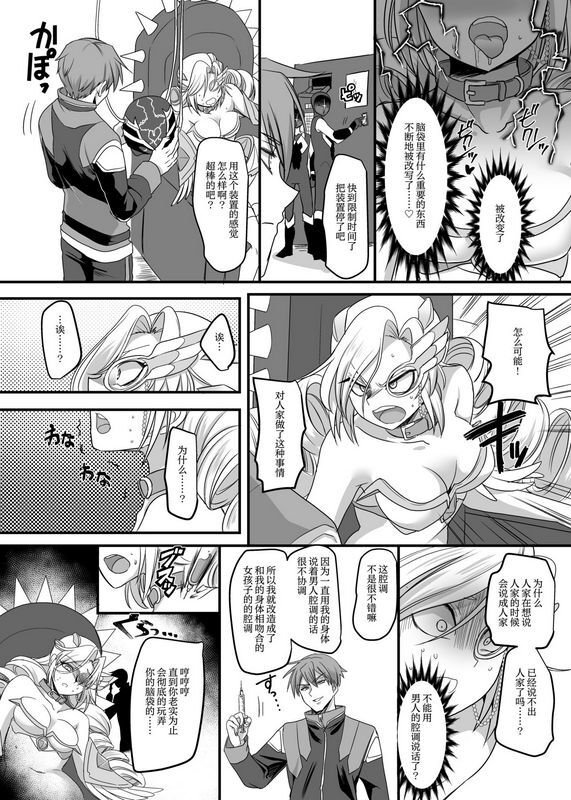 脑袋里有什么重要的东西
不断地被改写了……♡
被改变了
快到限制时间了
把装置停了吧
かぽっ
用这个装置的感觉
怎么样啊？
超棒的吧？
怎么可能！
对人家做了这种事情
诶…
…诶……？
为什么……？
わな
わな
为什么
人家在想说
人家的时候
会说成人家
已经说不出
人家了吗……？
不能用
男人的腔调说话了？
这腔调
不是很不错嘛
因为一直用我的身体
说着男人腔调的话
很不协调
所以我就改造成了
和我的身体相吻合的
女孩子的的腔调
すっ…
ぐっ…
哼哼哼
直到你老实为止
会彻底的玩弄
你的脑袋的